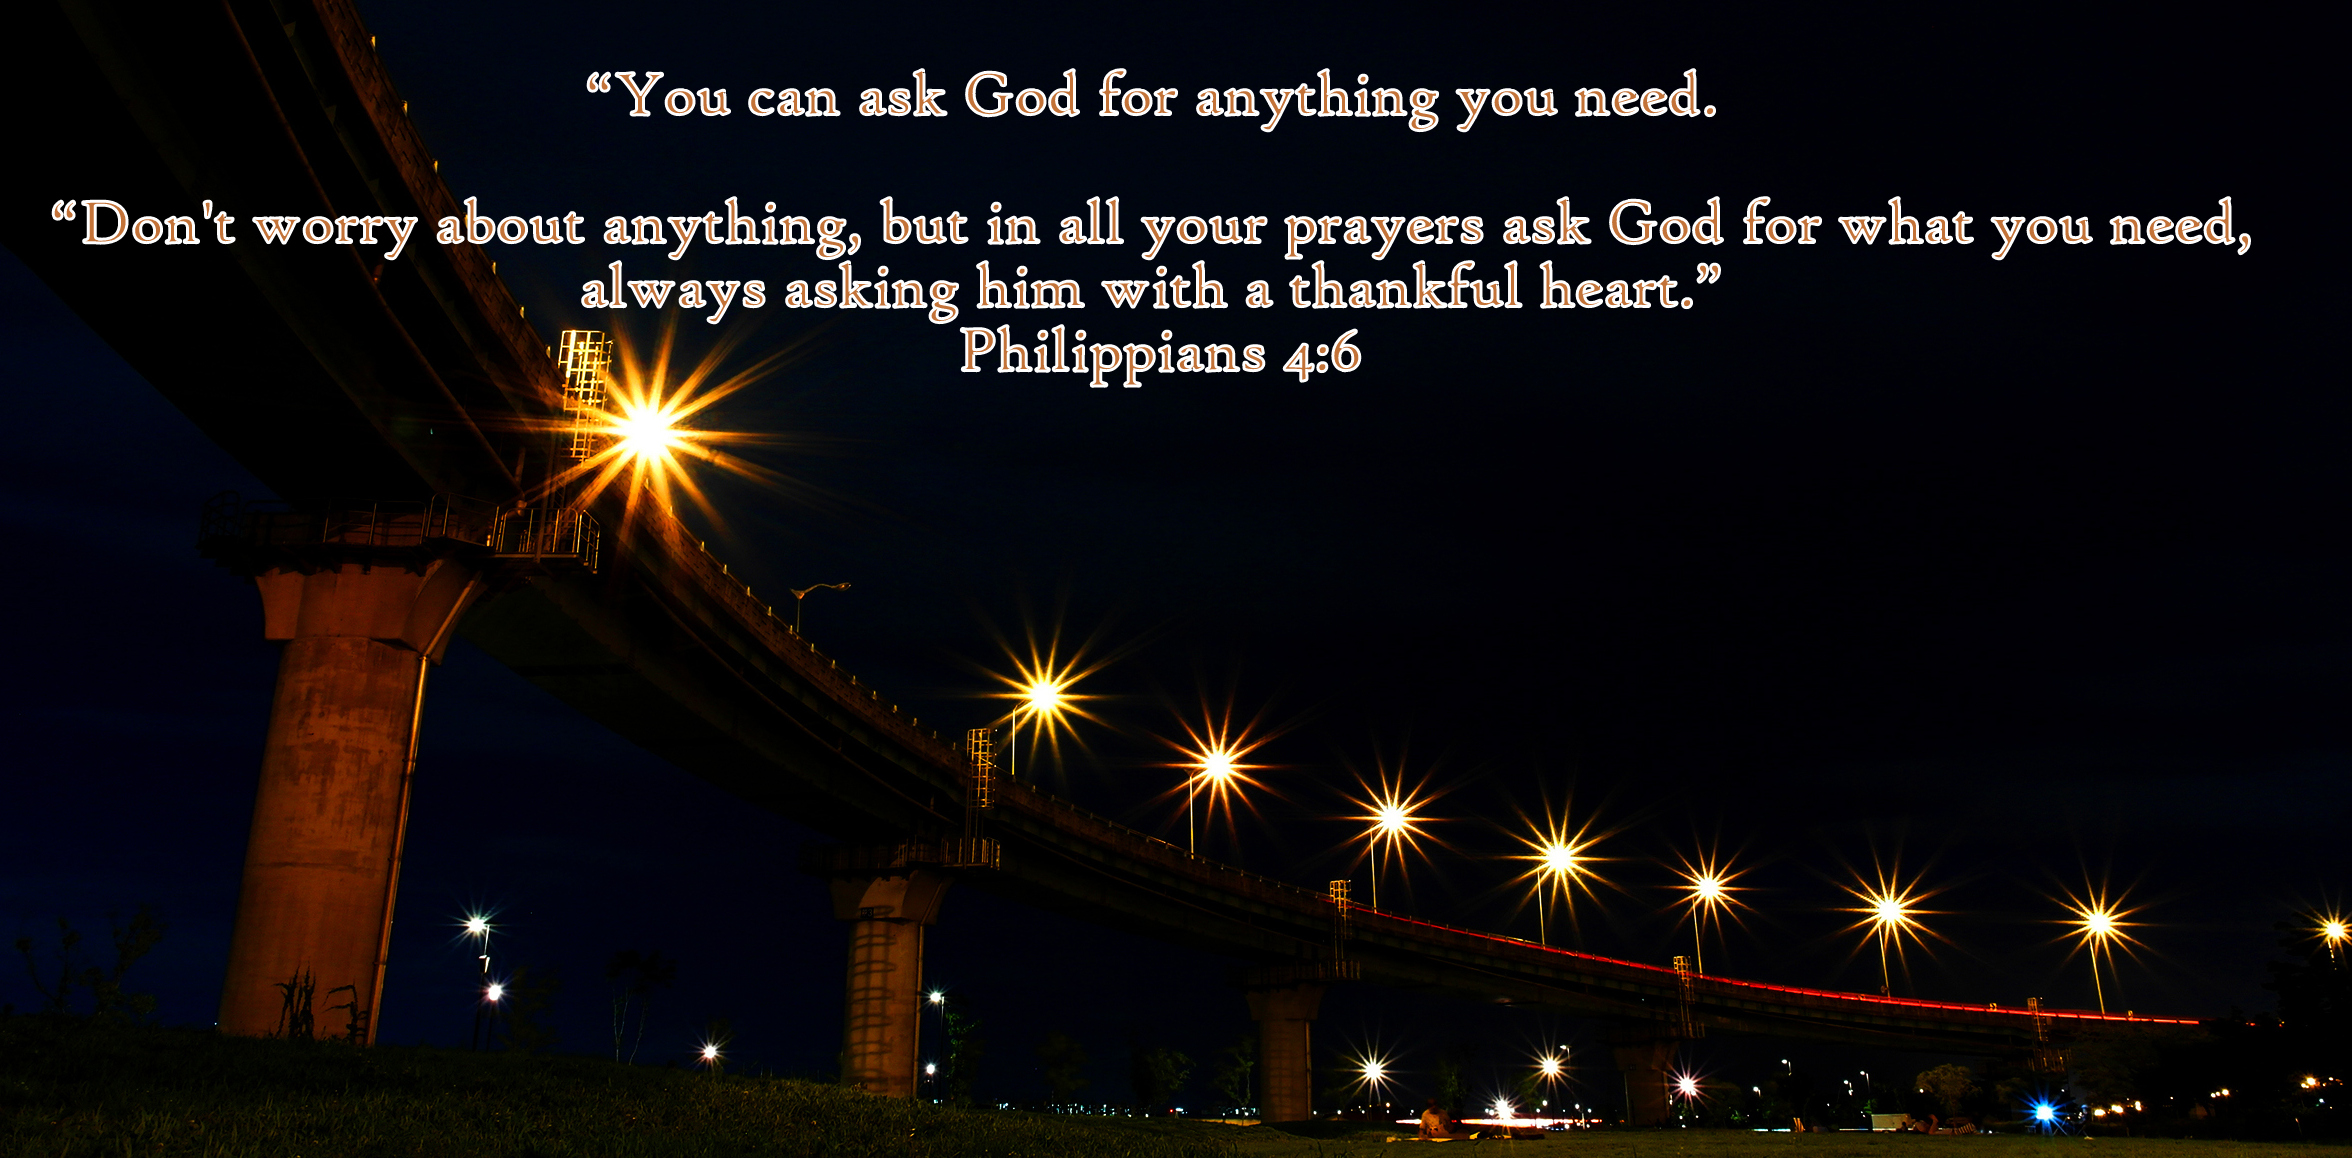 “You can ask God for anything you need.
“Don't worry about anything, but in all your prayers ask God for what you need,
always asking him with a thankful heart.”
Philippians 4:6